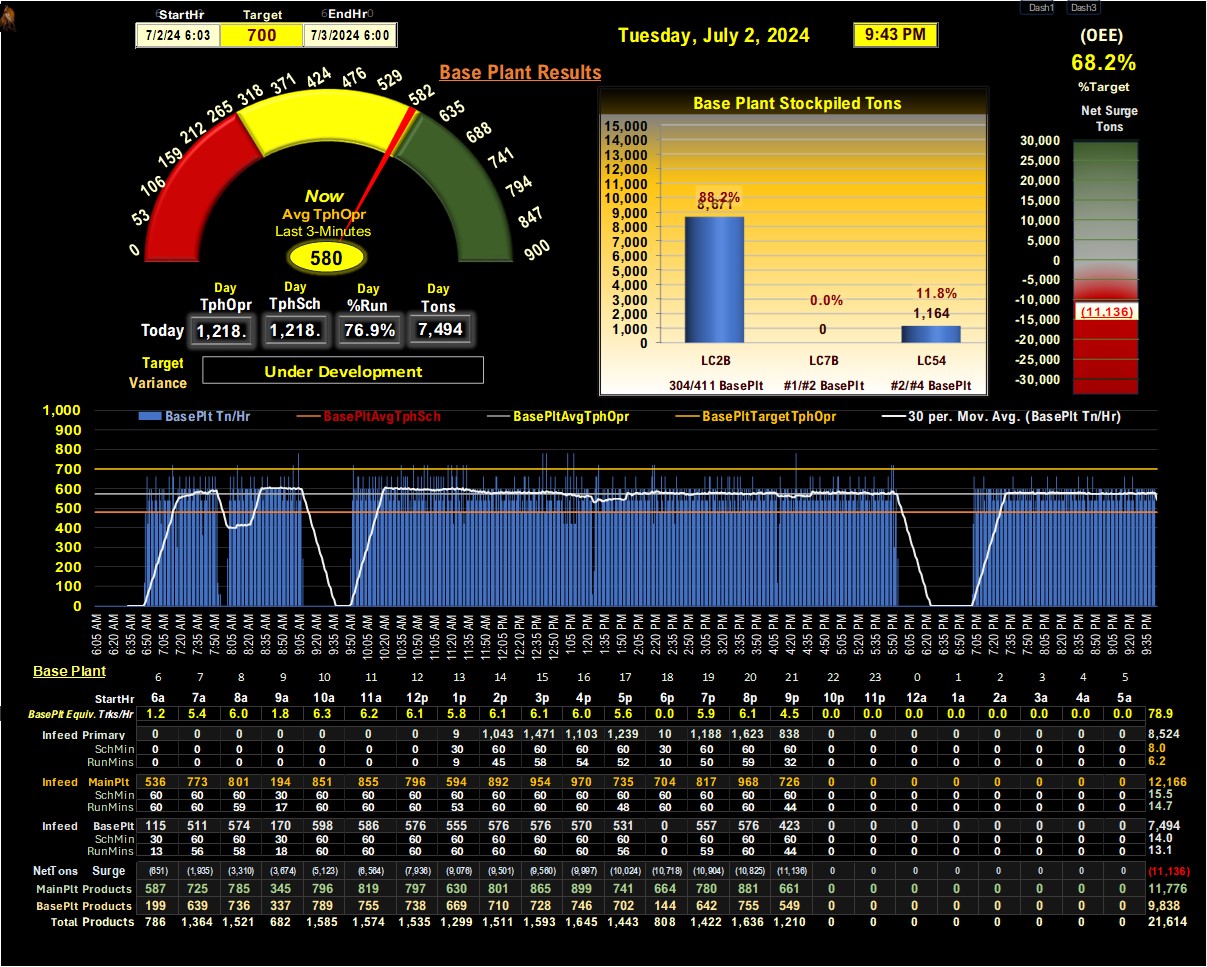 Dash1 Dash3
StartHr Target EndHr
7/2/24 6:03 700 7/3/2024 6:00
Tuesday, July 2, 2024 9:43 PM
(OEE)
68.2%
%Target
Base Plant Results
0 53 106 159 212 265 318 371 424 476 529 582 635 688 741 794 847 900
Now
Avg TphOpr
Last 3-Minutes
580
Day Day Day Day
TphOpr TphSch %Run Tons
Today 1,218. 1,218. 76.9% 7,494
Target
Variance
Under Development
Base Plant Stockpiled Tons
15,000
14,000
13,000
12,000
11,000
10,000
9,000
8,000
7,000
6,000
5,000
4,000
3,000
2,000
1,000
0
88.2%
8,671
0.0%
0
11.8%
1,164
LC2B LC7B LC54
304/411 BasePlt #1/#2 BasePlt #2/#4 BasePlt
Net Surge
Tons
30,000
25,000
20,000
15,000
10,000
5,000
0
-5,000
-10,000
-15,000
-20,000
-25,000
-30,000
(11,136)
BasePlt Tn/Hr BasePltAvgTphSch BasePltAvgTphOpr BasePltTargetTphOpr 30 per. Mov. Avg. (BasePlt Tn/Hr)
1,000
900
800
700
600
500
400
300
200
100
0
6:05 AM 6:20 AM 6:35 AM 6:50 AM 7:05 AM 7:20 AM 7:35 AM 7:50 AM 8:05 AM 8:20 AM 8:35 AM 8:50 AM 9:05 AM 9:20 AM 9:35 AM 9:50 AM 10:05 AM 10:20 AM 10:35 AM 10:50 AM 11:05 AM 11:20 AM 11:35 AM 11:50 AM 12:05 PM 12:20 PM 12:35 PM 12:50 PM 1:05 PM 1:20 PM 1:35 PM 1:50 PM 2:05 PM 2:20 PM 2:35 PM 2:50 PM 3:05 PM 3:20 PM 3:35 PM 3:50 PM 4:05 PM 4:20 PM 4:35 PM 4:50 PM 5:05 PM 5:20 PM 5:35 PM 5:50 PM 6:05 PM 6:20 PM 6:35 PM 6:50 PM 7:05 PM 7:20 PM 7:35 PM 7:50 PM 8:05 PM 8:20 PM 8:35 PM 8:50 PM 9:05 PM 9:20 PM 9:35 PM
Base Plant 6 7 8 9 10 11 12 13 14 15 16 17 18 19 20 21 22 23 0 1 2 3 4 5
StartHr 6a 7a 8a 9a 10a 11a 12p 1p 2p 3p 4p 5p 6p 7p 8p 9p 10p 11p 12a 1a 2a 3a 4a 5a
BasePlt Equiv. Trks/Hr 1.2 5.4 6.0 1.8 6.3 6.2 6.1 5.8 6.1 6.1 6.0 5.6 0.0 5.9 6.1 4.5 0.0 0.0 0.0 0.0 0.0 0.0 0.0 0.0 78.9
Infeed Primary 0 0 0 0 0 0 0 9 1,043 1,471 1,103 1,239 10 1,188 1,623 838 0 0 0 0 0 0 0 0 8,524
SchMin 0 0 0 0 0 0 0 30 60 60 60 60 30 60 60 60 0 0 0 0 0 0 0 0 8.0
RunMins 0 0 0 0 0 0 0 9 45 58 54 52 10 50 59 32 0 0 0 0 0 0 0 0 6.2
Infeed MainPlt 536 773 801 194 851 855 796 594 892 954 970 735 704 817 968 726 0 0 0 0 0 0 0 0 12,166
SchMin 60 60 60 30 60 60 60 60 60 60 60 60 60 60 60 60 0 0 0 0 0 0 0 0 15.5
RunMins 60 60 59 17 60 60 60 53 60 60 60 48 60 60 60 44 0 0 0 0 0 0 0 0 14.7
Infeed BasePlt 115 511 574 170 598 586 576 555 576 576 570 531 0 557 576 423 0 0 0 0 0 0 0 0 7,494
SchMin 30 60 60 30 60 60 60 60 60 60 60 60 0 60 60 60 0 0 0 0 0 0 0 0 14.0
RunMins 13 56 58 18 60 60 60 60 60 60 60 56 0 59 60 44 0 0 0 0 0 0 0 0 13.1
NetTons Surge (651) (1,935) (3,310) (3,674) (5,123) (6,564) (7,936) (9,076) (9,501) (9,560) (9,997) (10,024) (10,718) (10,904) (10,825) (11,136) 0 0 0 0 0 0 0 0 (11,136)
MainPlt Products 587 725 785 345 796 819 797 630 801 865 899 741 664 780 881 661 0 0 0 0 0 0 0 0 11,776
BasePlt Products 199 639 736 337 789 755 738 669 710 728 746 702 144 642 755 549 0 0 0 0 0 0 0 0 9,838
Total Products 786 1,364 1,521 682 1,585 1,574 1,535 1,299 1,511 1,593 1,645 1,443 808 1,422 1,636 1,210 0 0 0 0 0 0 0 0 21,614